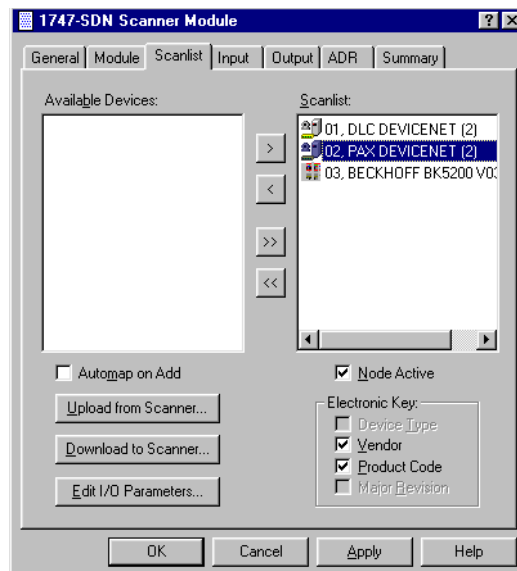 1747-SDN Scanner Module
General Module Scanlist Input Output ADR Summary
Available Devices:
Scanlist:
01, DLC DEVICENET (2)
02, PAX DEVICENET (2)
03, BECKHOFF BK5200 V03
>
<
>>
<<
Automap on Add
Node Active
Upload from Scanner...
Download to Scanner...
Edit I/O Parameters...
Electronic Key:
Device Type
Vendor
Product Code
Major Revision
OK Cancel Apply Help